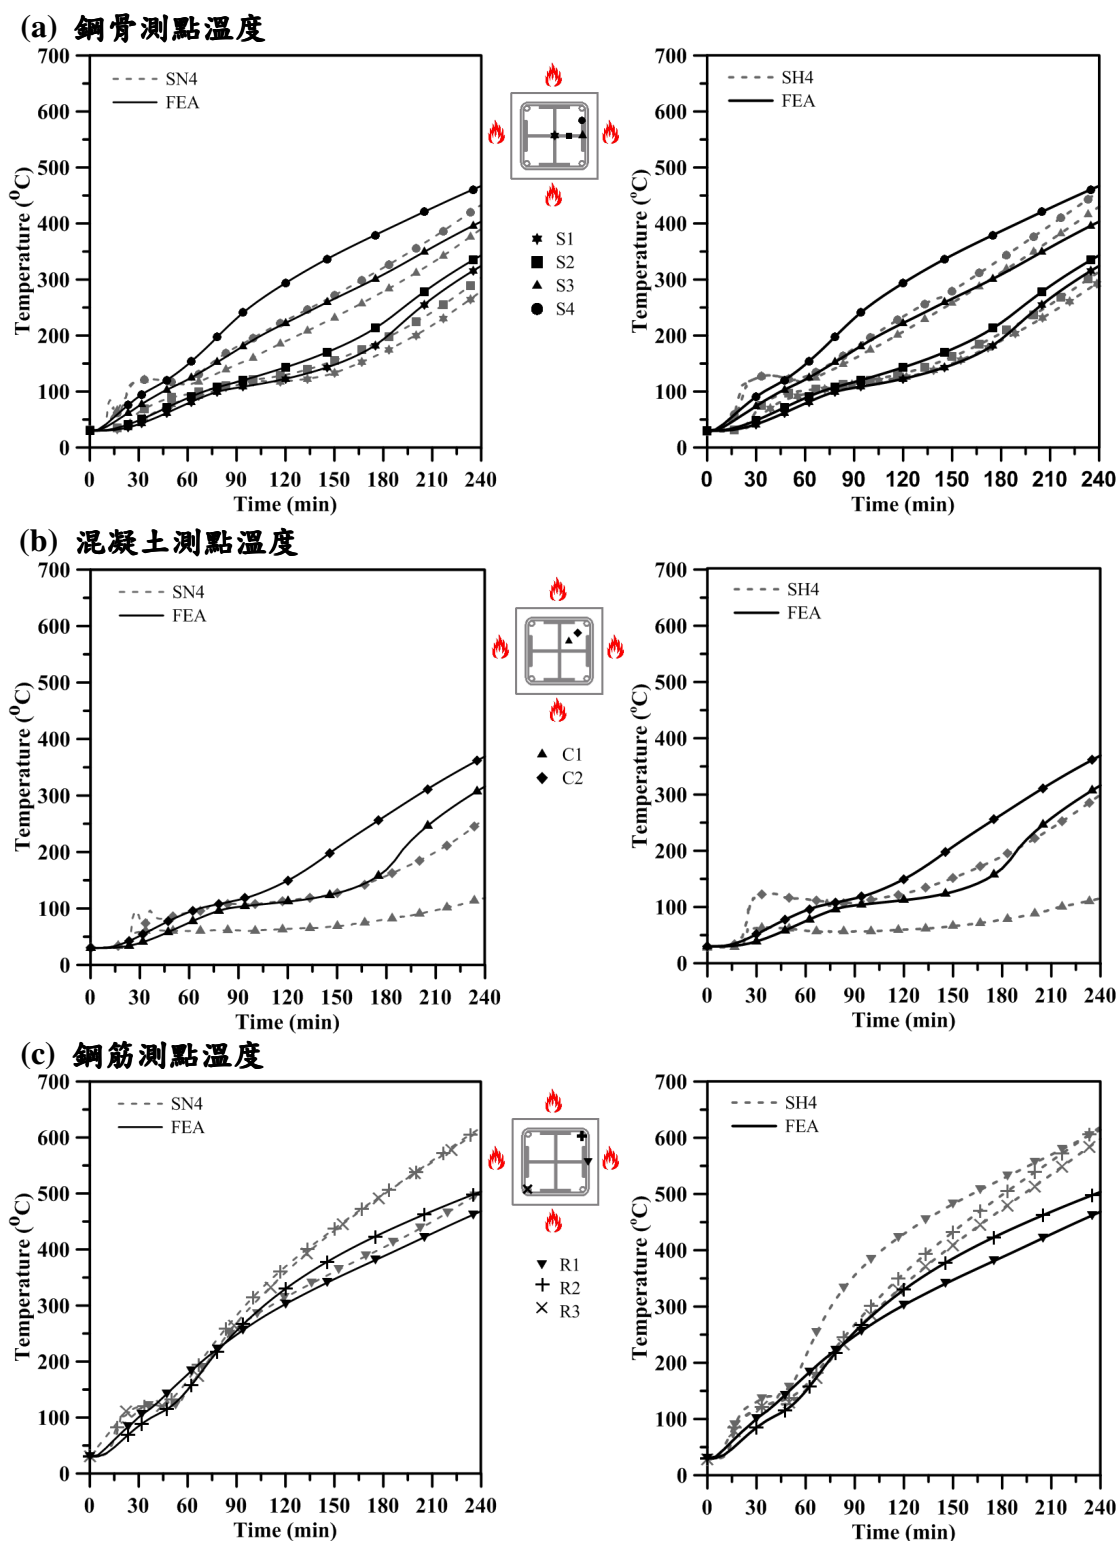 (a) 鋼骨測點溫度
700
600
500
400
300
200
100
0
Temperature (°C)
SN4
FEA
0 30 60 90 120 150 180 210 240
Time (min)
S1
S2
S3
S4
700
600
500
400
300
200
100
0
Temperature (°C)
SH4
FEA
0 30 60 90 120 150 180 210 240
Time (min)
(b) 混凝土測點溫度
700
600
500
400
300
200
100
0
Temperature (°C)
SN4
FEA
0 30 60 90 120 150 180 210 240
Time (min)
C1
C2
700
600
500
400
300
200
100
0
Temperature (°C)
SH4
FEA
0 30 60 90 120 150 180 210 240
Time (min)
(c) 鋼筋測點溫度
700
600
500
400
300
200
100
0
Temperature (°C)
SN4
FEA
0 30 60 90 120 150 180 210 240
Time (min)
R1
R2
R3
700
600
500
400
300
200
100
0
Temperature (°C)
SH4
FEA
0 30 60 90 120 150 180 210 240
Time (min)